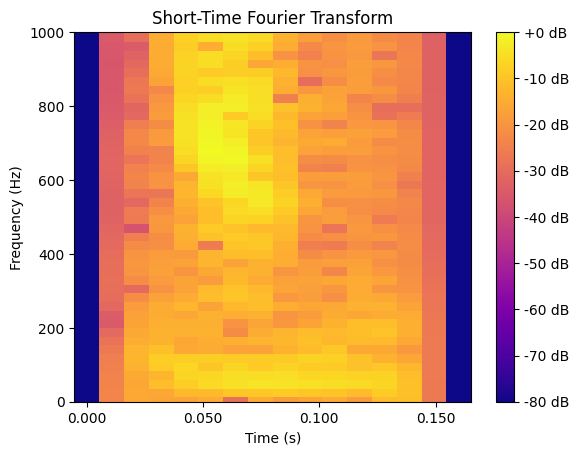 Short-Time Fourier Transform
1000
800
600
400
200
0
Frequency (Hz)
0.000
0.050
0.100
0.150
Time (s)
+0 dB
-10 dB
-20 dB
-30 dB
-40 dB
-50 dB
-60 dB
-70 dB
-80 dB